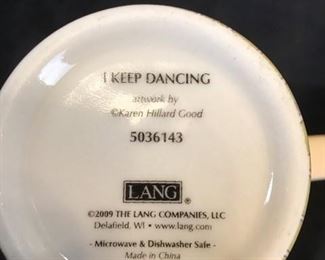 I KEEP DANCING
artwork by
©Karen Hillard Good
5036143
LANG®
©2009 THE LANG COMPANIES, LLC
Delafield, WI • www.lang.com
- Microwave & Dishwasher Safe -
Made in China